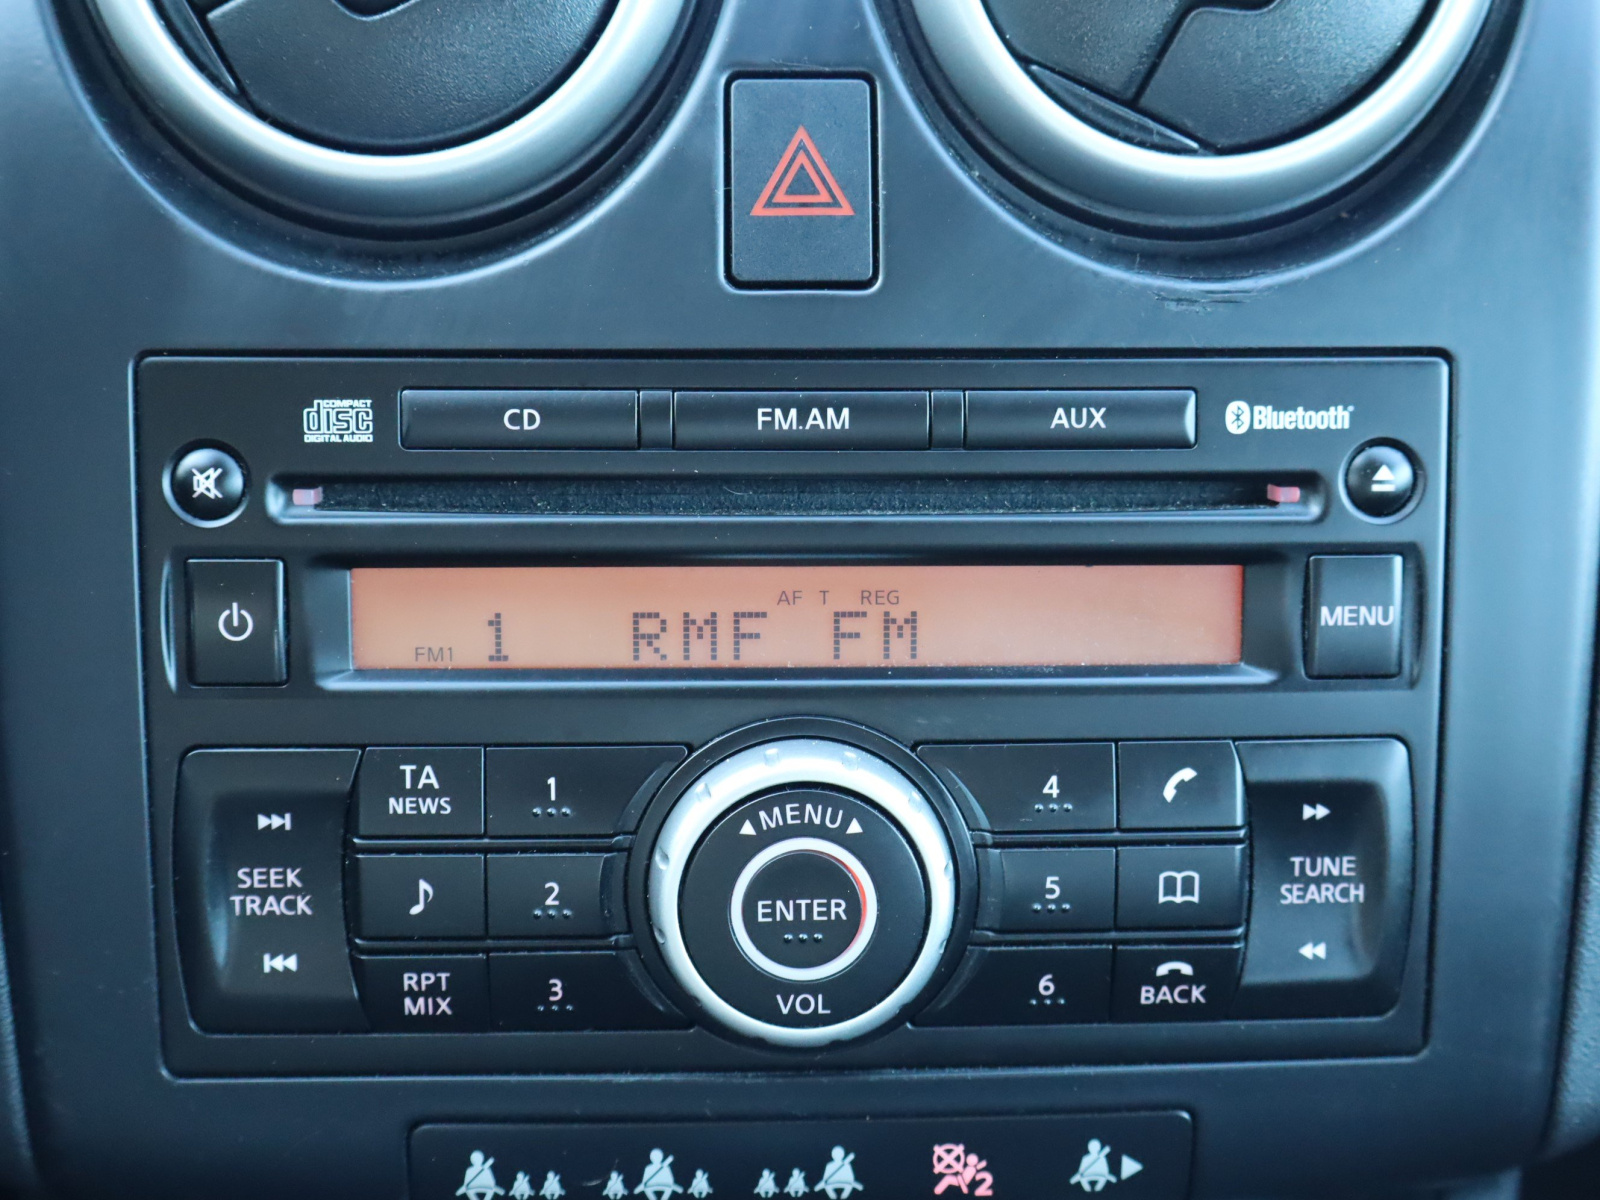 COMPACT
disc
DIGITAL AUDIO
CD
FM.AM
AUX
Bluetooth
AF T REG
FM1 1 RMF FM
MENU
SEEK
TRACK
TA
NEWS
1
2
RPT
MIX
3
MENU
ENTER
VOL
4
5
6
BACK
TUNE
SEARCH
2